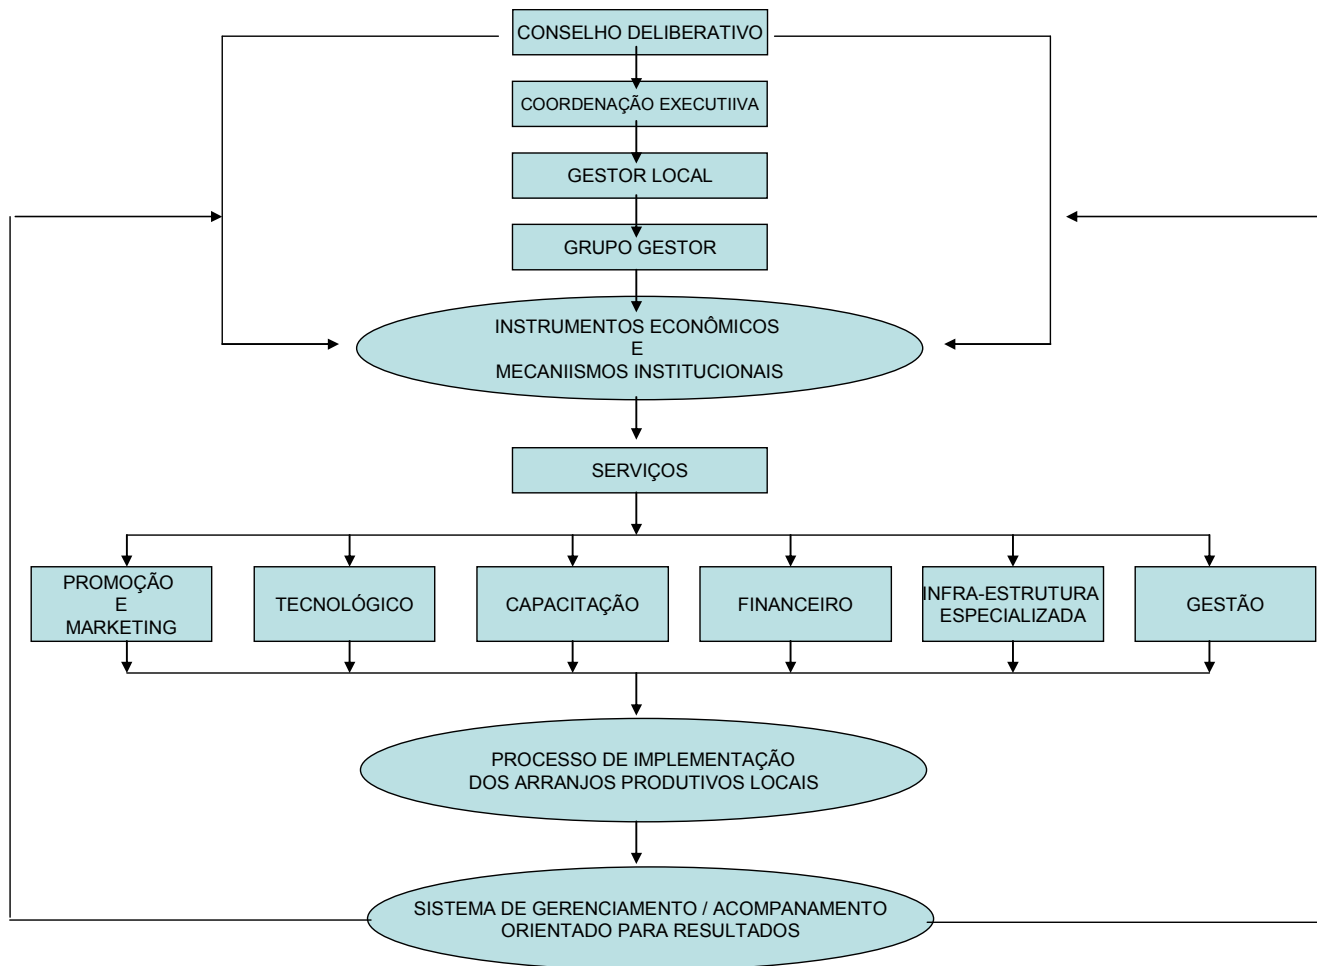 CONSELHO DELIBERATIVO
COORDENAÇÃO EXECUTIIVA
GESTOR LOCAL
GRUPO GESTOR
INSTRUMENTOS ECONÔMICOS
E
MECANIISMOS INSTITUCIONAIS
SERVIÇOS
PROMOÇÃO
E
MARKETING
TECNOLÓGICO
CAPACITAÇÃO
FINANCEIRO
INFRA-ESTRUTURA
ESPECIALIZADA
GESTÃO
PROCESSO DE IMPLEMENTAÇÃO
DOS ARRANJOS PRODUTIVOS LOCAIS
SISTEMA DE GERENCIAMENTO / ACOMPANAMENTO
ORIENTADO PARA RESULTADOS